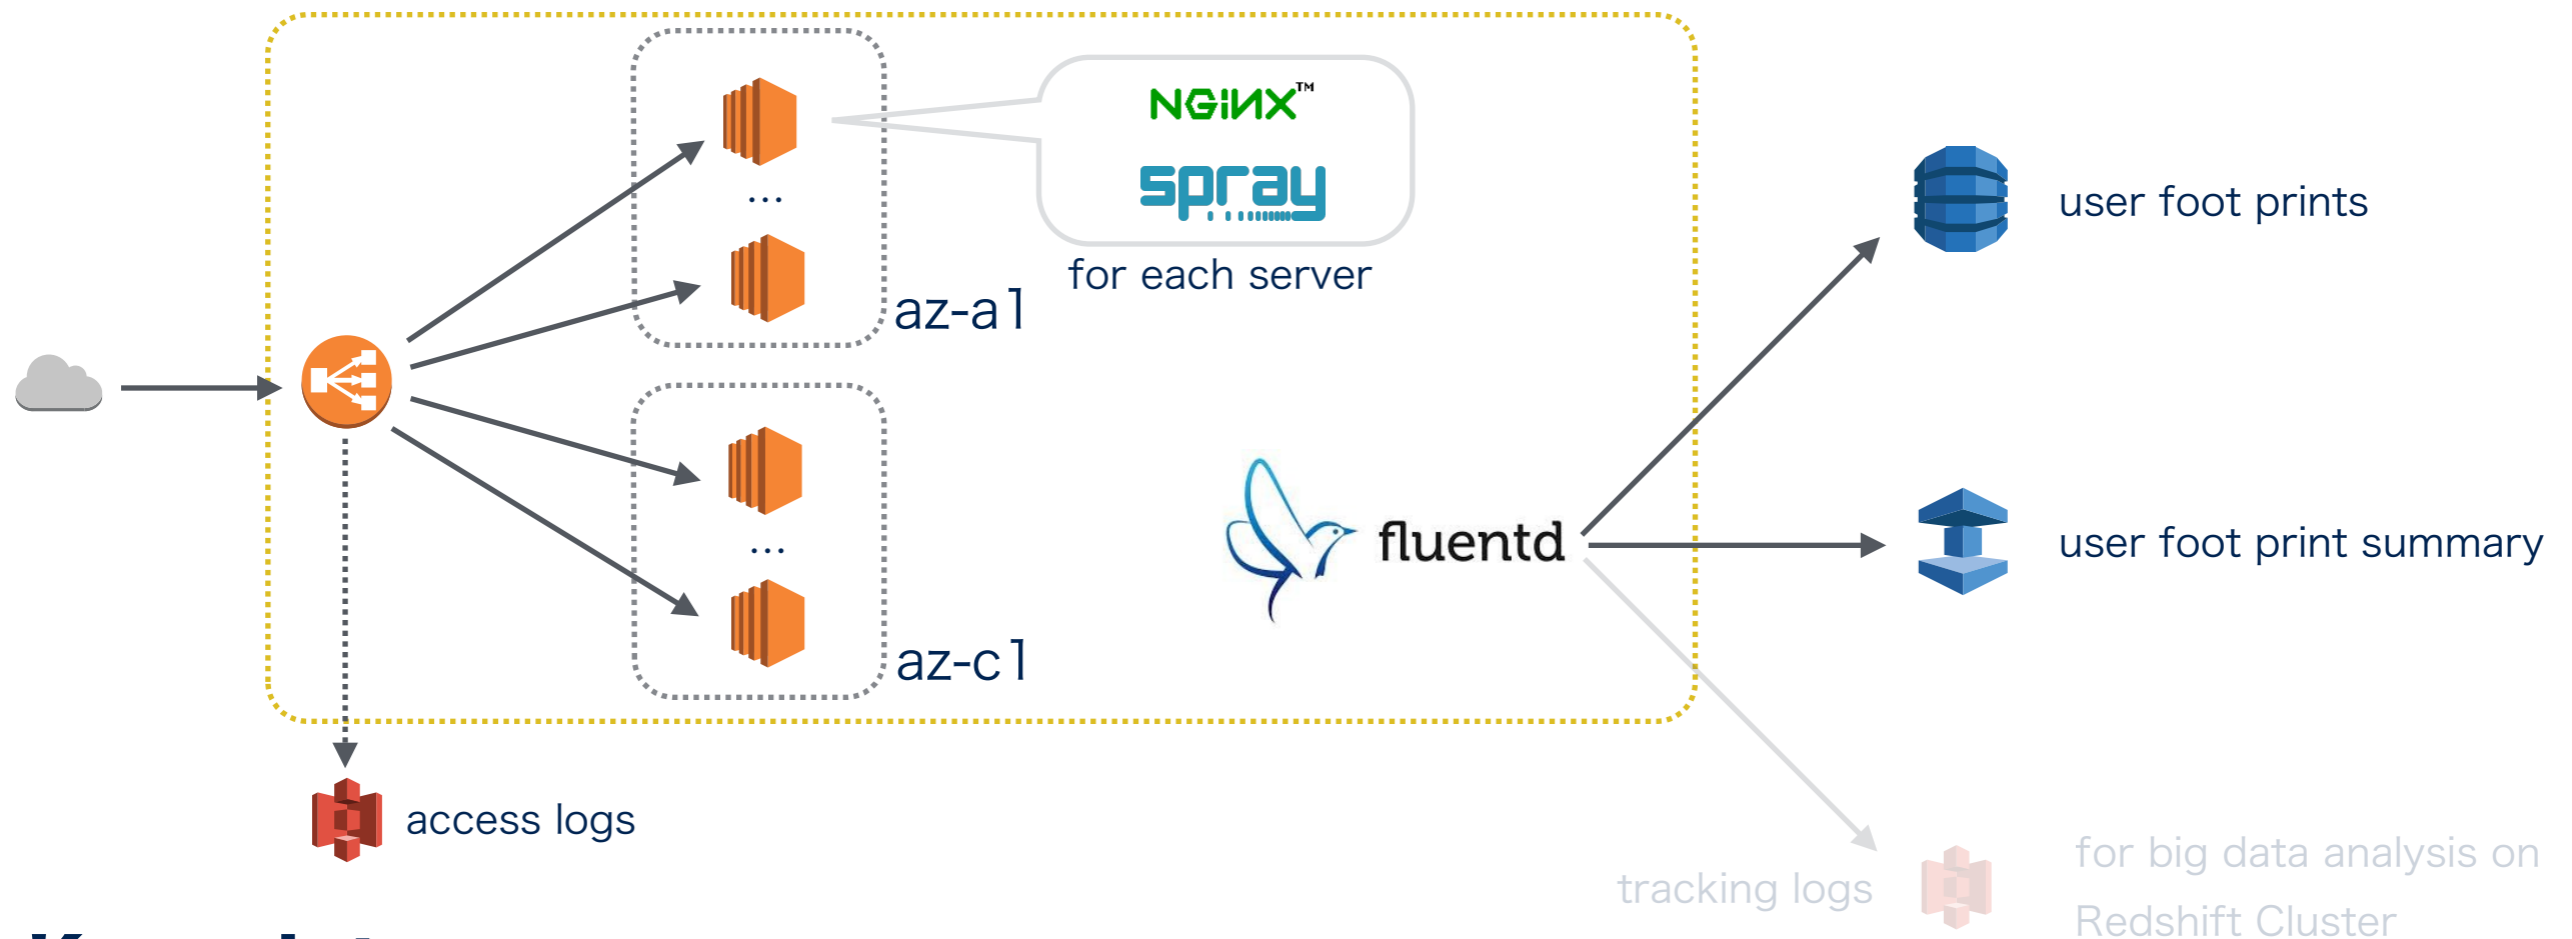 NGINX™
spray
for each server
...
az-a1
...
az-c1
fluentd
user foot prints
user foot print summary
access logs
tracking logs
for big data analysis on
Redshift Cluster